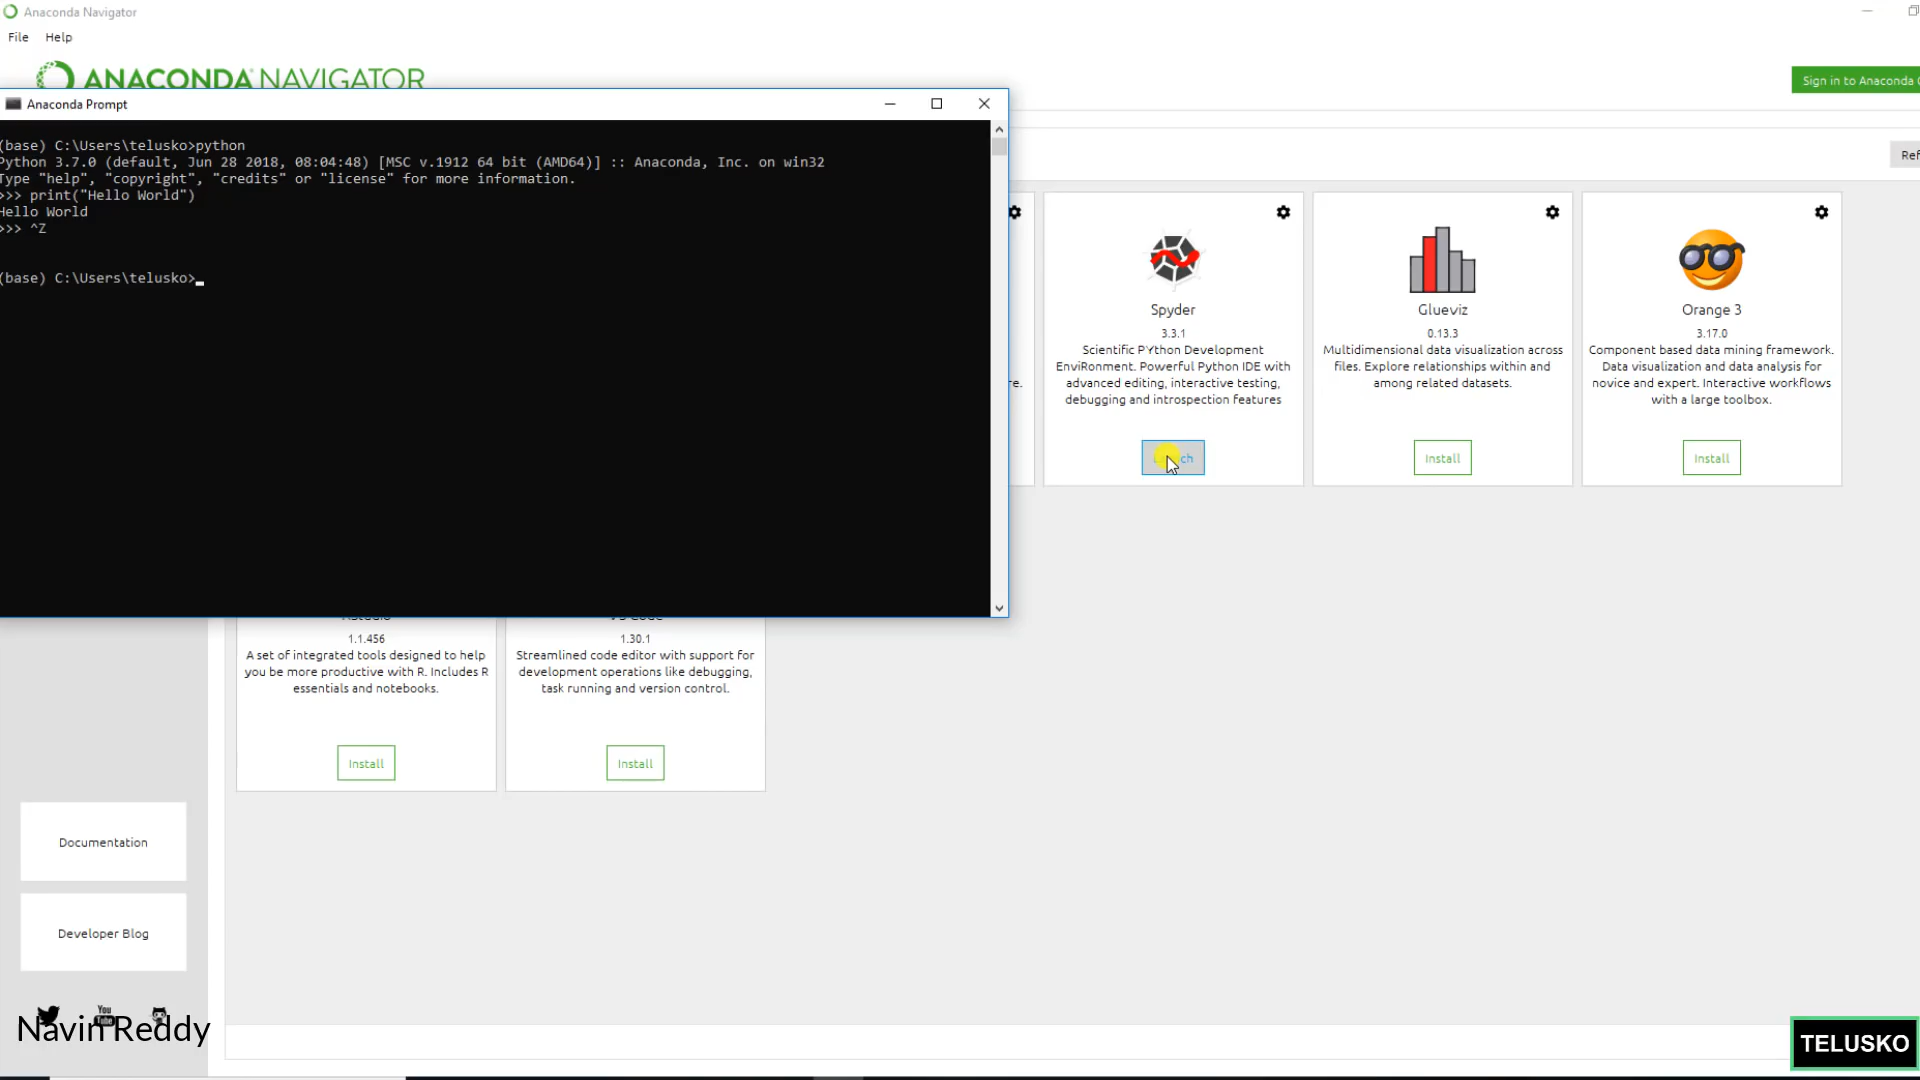 Anaconda Navigator
File Help
ANACONDA NAVIGATOR
Sign in to Anaconda
Anaconda Prompt
(base) C:\Users\telusko>python
Python 3.7.0 (default, Jun 28 2018, 08:04:48) [MSC v.1912 64 bit (AMD64)] :: Anaconda, Inc. on win32
Type "help", "copyright", "credits" or "license" for more information.
>>> print("Hello World")
Hello World
>>> ^Z
(base) C:\Users\telusko>
Ref
re.
Spyder
3.3.1
Scientific PYthon Development
EnviRonment. Powerful Python IDE with
advanced editing, interactive testing,
debugging and introspection features
Glueviz
0.13.3
Multidimensional data visualization across
files. Explore relationships within and
among related datasets.
Install
Orange 3
3.17.0
Component based data mining framework.
Data visualization and data analysis for
novice and expert. Interactive workflows
with a large toolbox.
Install
1.1.456
A set of integrated tools designed to help
you be more productive with R. Includes R
essentials and notebooks.
Install
VS Code
1.30.1
Streamlined code editor with support for
development operations like debugging,
task running and version control.
Install
Documentation
Developer Blog
You
Navin Reddy
TELUSKO